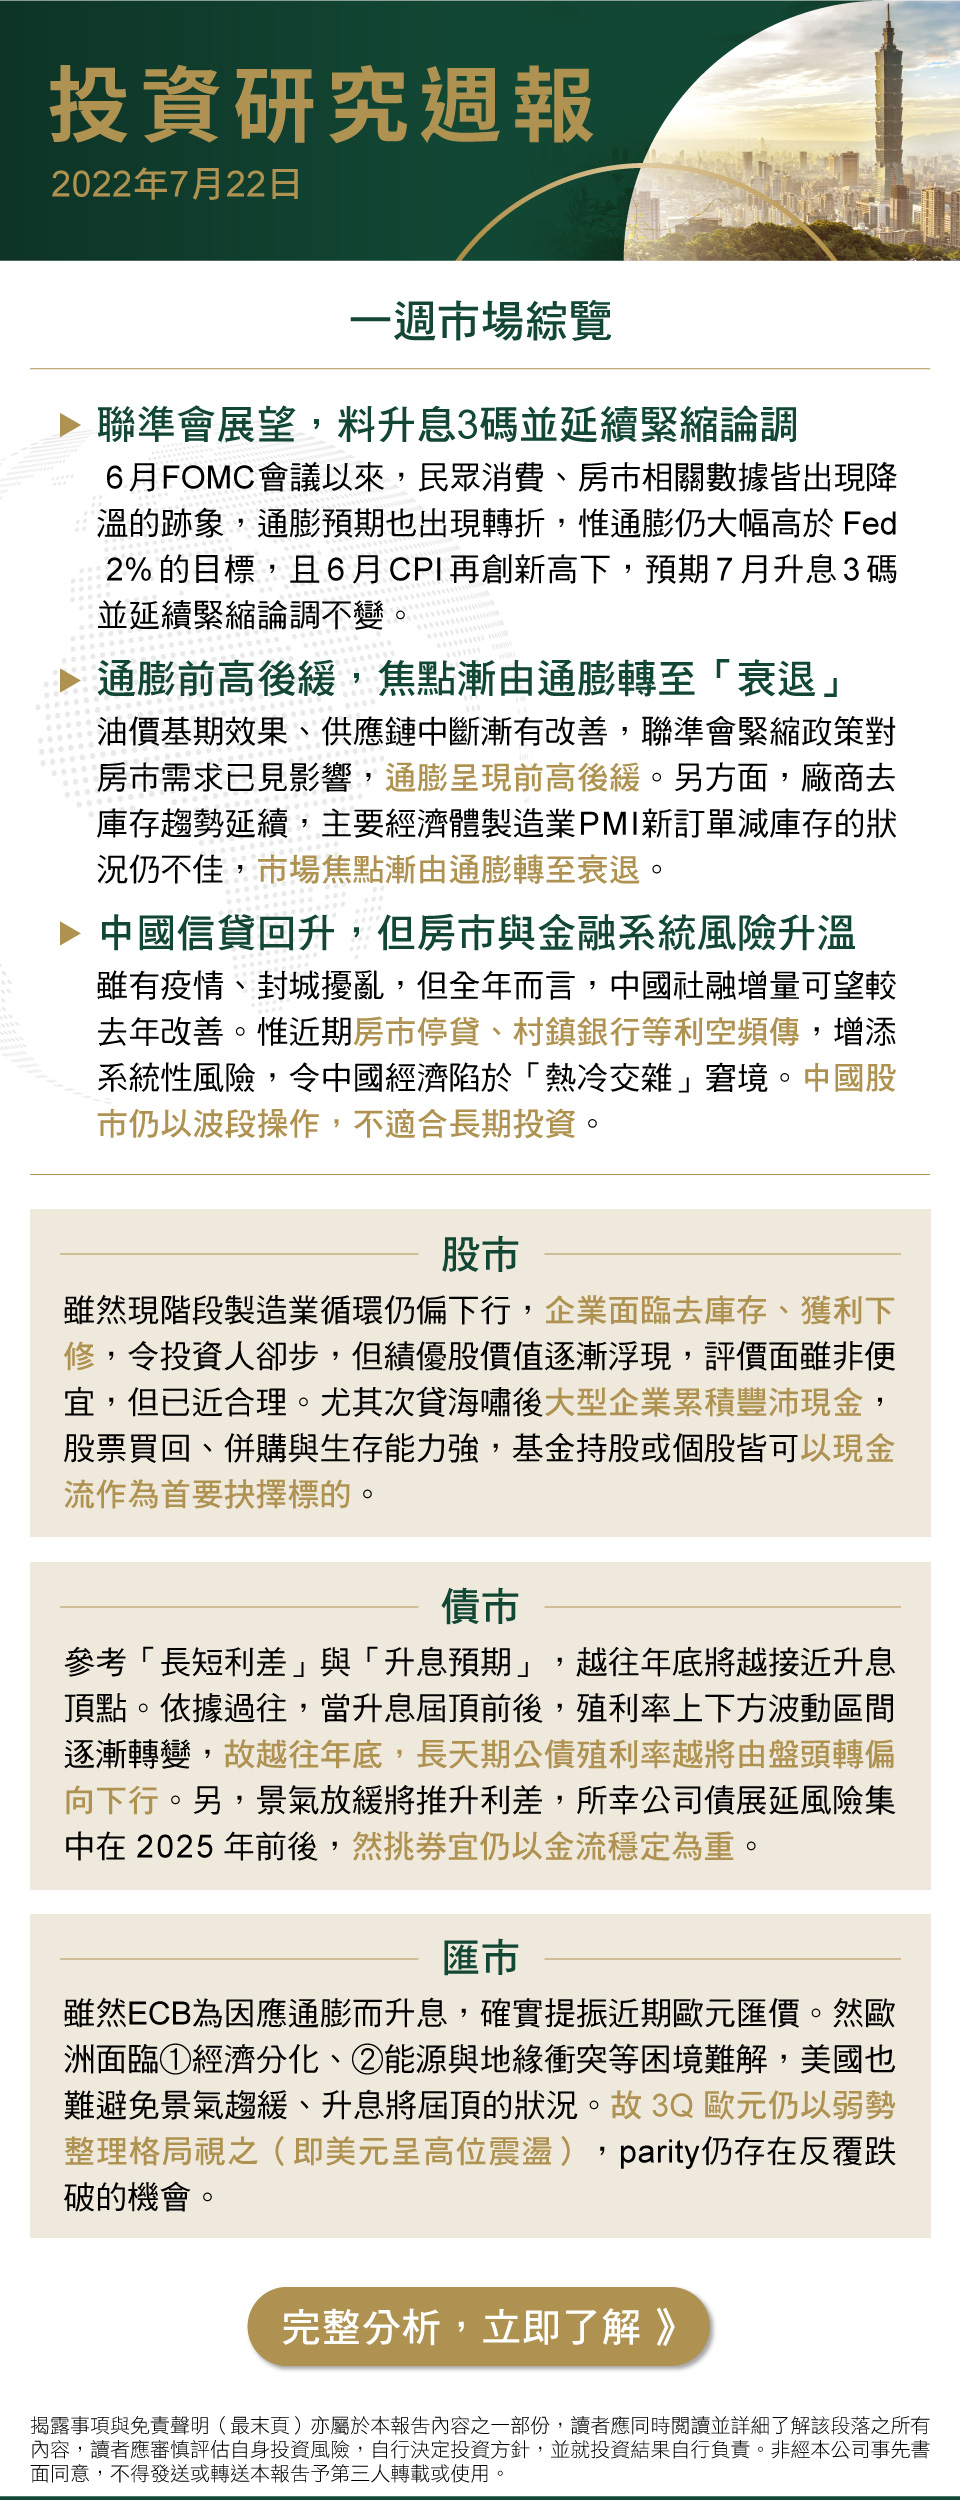 投資研究週報
2022年7月22日
一週市場綜覽
聯準會展望，料升息3碼並延續緊縮論調
6月FOMC會議以來，民眾消費、房市相關數據皆出現降
溫的跡象，通膨預期也出現轉折，惟通膨仍大幅高於 Fed
2% 的目標，且 6 月 CPI 再創新高下，預期 7 月升息 3 碼
並延續緊縮論調不變。
通膨前高後緩，焦點漸由通膨轉至「衰退」
油價基期效果、供應鏈中斷漸有改善，聯準會緊縮政策對
房市需求已見影響，通膨呈現前高後緩。另方面，廠商去
庫存趨勢延續，主要經濟體製造業PMI新訂單減庫存的狀
況仍不佳，市場焦點漸由通膨轉至衰退。
中國信貸回升，但房市與金融系統風險升溫
雖有疫情、封城擾亂，但全年而言，中國社融增量可望較
去年改善。惟近期房市停貸、村鎮銀行等利空頻傳，增添
系統性風險，令中國經濟陷於「熱冷交雜」窘境。中國股
市仍以波段操作，不適合長期投資。
股市
雖然現階段製造業循環仍偏下行，企業面臨去庫存、獲利下
修，令投資人卻步，但績優股價值逐漸浮現，評價面雖非便
宜，但已近合理。尤其次貸海嘯後大型企業累積豐沛現金，
股票買回、併購與生存能力強，基金持股或個股皆可以現金
流作為首要抉擇標的。
債市
參考「長短利差」與「升息預期」，越往年底將越接近升息
頂點。依據過往，當升息屆頂前後，殖利率上下方波動區間
逐漸轉變，故越往年底，長天期公債殖利率越將由盤頭轉偏
向下行。另，景氣放緩將推升利差，所幸公司債展延風險集
中在 2025 年前後，然挑券宜仍以金流穩定為重。
匯市
雖然ECB為因應通膨而升息，確實提振近期歐元匯價。然歐
洲面臨①經濟分化、②能源與地緣衝突等困境難解，美國也
難避免景氣趨緩、升息將屆頂的狀況。故 3Q 歐元仍以弱勢
整理格局視之（即美元呈高位震盪），parity仍存在反覆跌
破的機會。
完整分析，立即了解 》
揭露事項與免責聲明（最末頁）亦屬於本報告內容之一部份，讀者應同時閱讀並詳細了解該段落之所有
內容，讀者應審慎評估自身投資風險，自行決定投資方針，並就投資結果自行負責。非經本公司事先書
面同意，不得發送或轉送本報告予第三人轉載或使用。